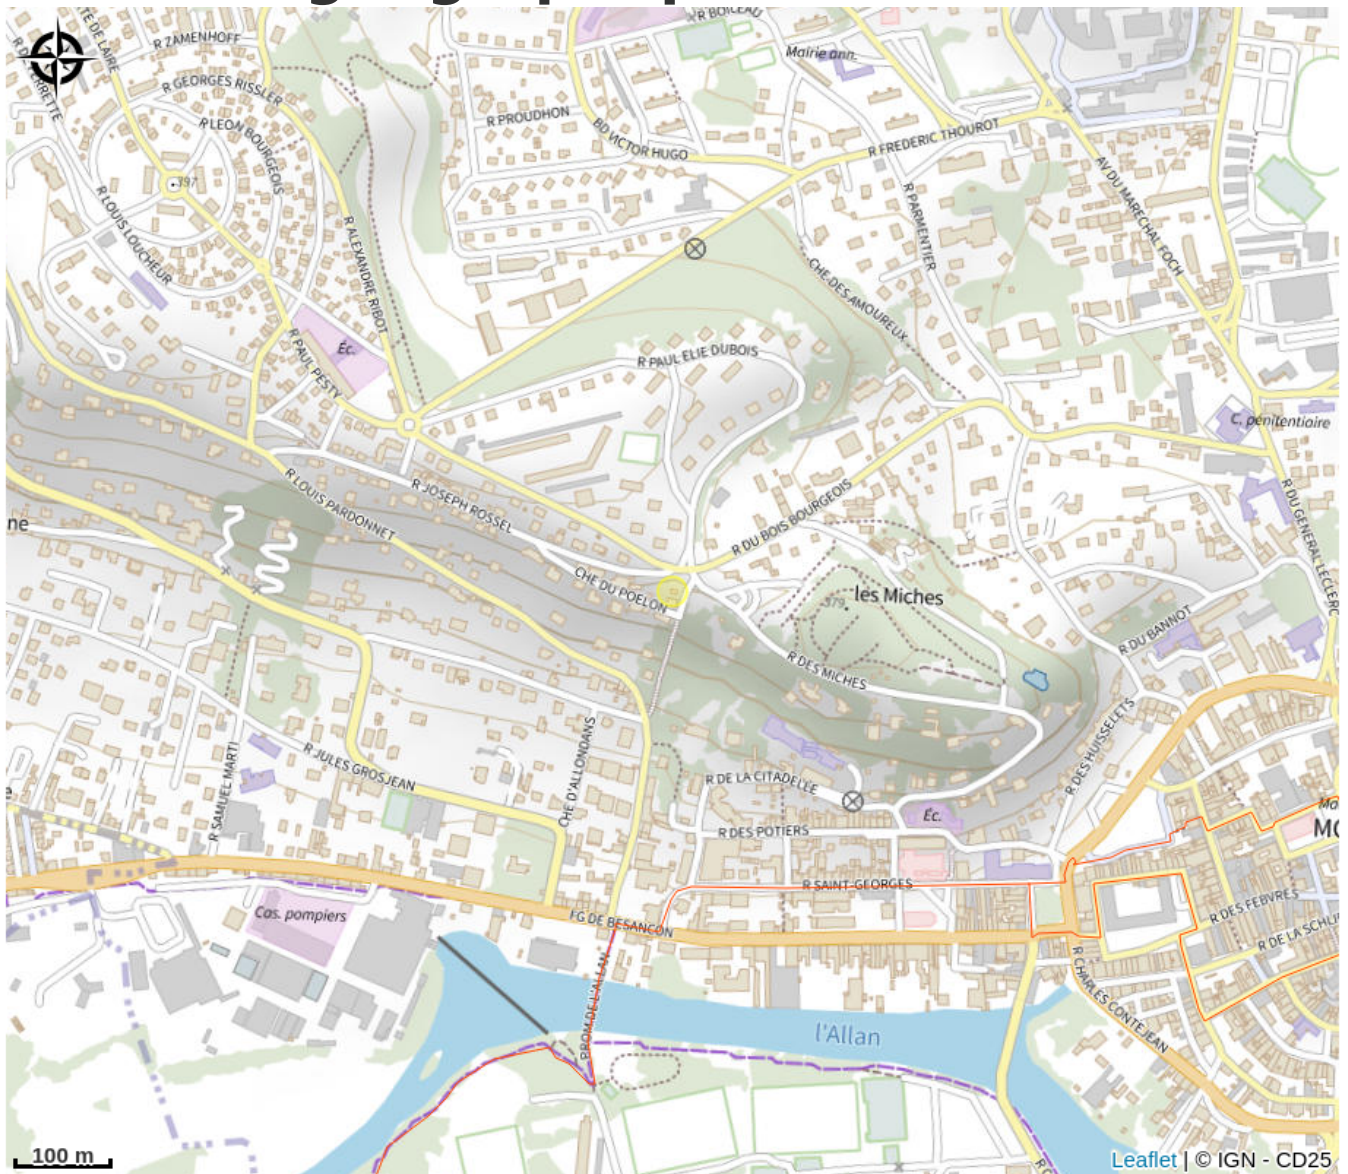 R BOICEAU
R ZAMENHOFF
Mairie ann.
R GEORGES RISSLER
R PROUDHON
R LEON BOURGEOIS
BD VICTOR HUGO
R FREDERIC THOUROT
397
R LOUIS LOUCHEUR
R PARMENTIER
AV DU MARECHAL FOCH
R ALEXANDRE RIBOT
CHE DES AMOUREUX
Éc.
R PAUL PESTY
R PAUL ELIE DUBOIS
C. pénitentiaire
R LOUIS PARDONNET
R JOSEPH ROSSEL
R DU BOIS BOURGEOIS
R DU GENERAL LECLERC
ne
CHE DU POELON
les Miches
379
R DU BANNOT
R DES MICHES
R DES HUISSELETS
R SAMUEL MARTI
R JULES GROSJEAN
CHE D'ALLONDANS
R DE LA CITADELLE
Éc.
R DES POTIERS
R SAINT-GEORGES
Cas. pompiers
FG DE BESANCON
R DES FEBVRES
PROM DE L'ALLAN
R CHARLES CONTEJEAN
l'Allan
100 m
Leaflet | © IGN - CD25